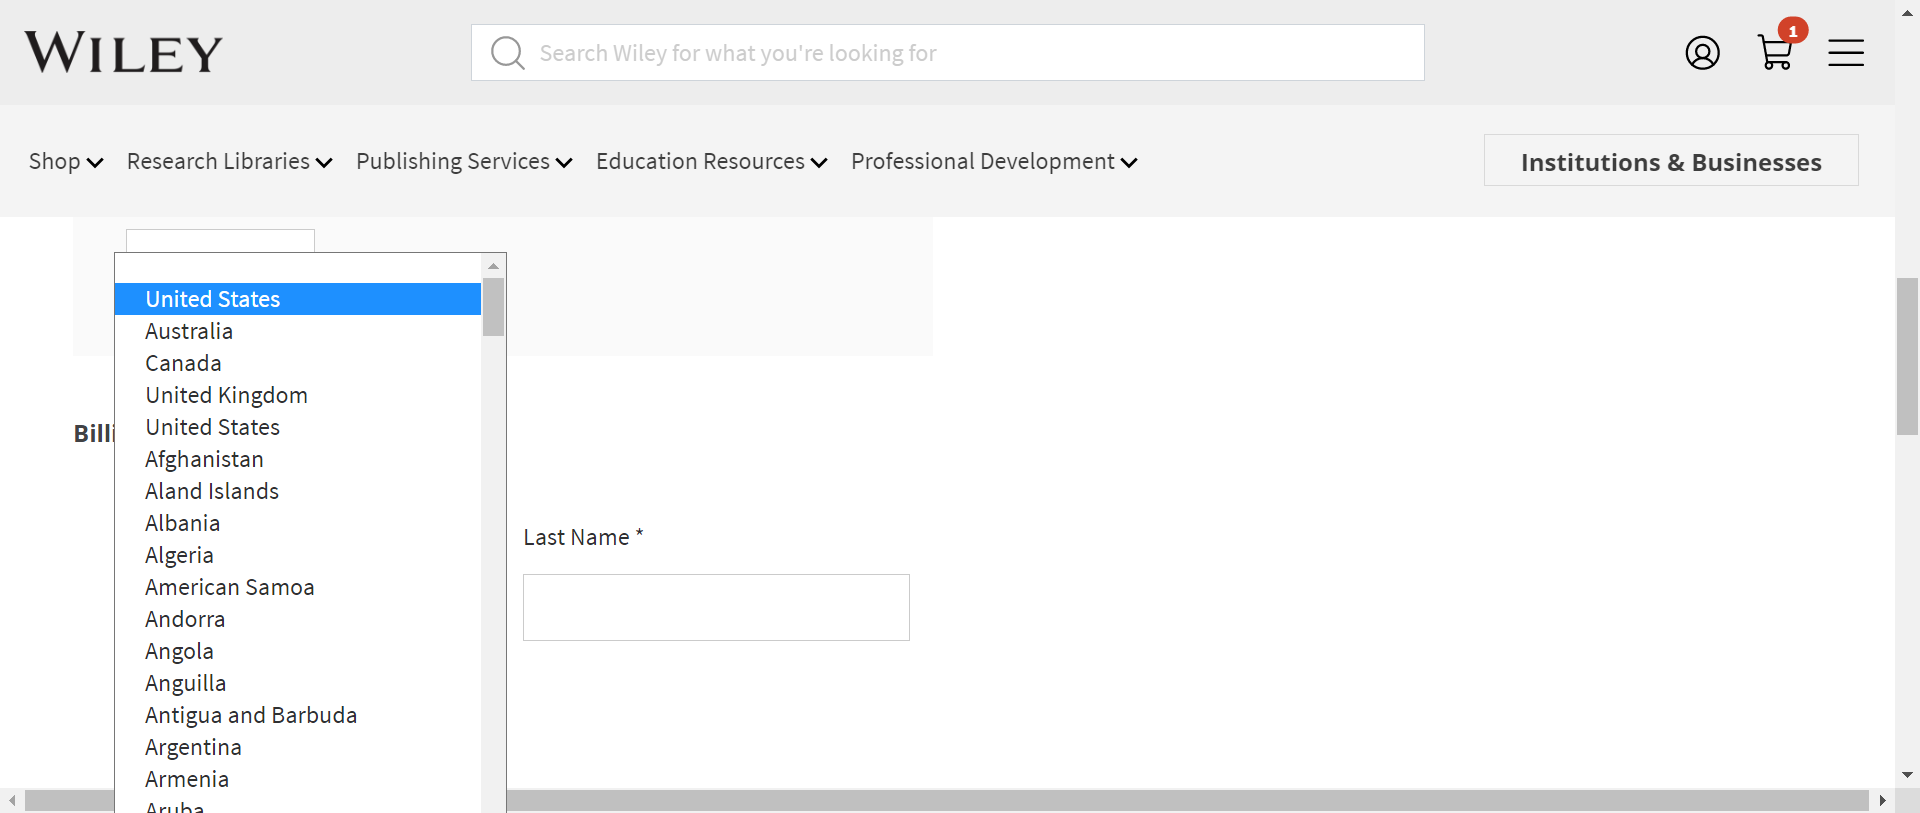 WILEY
Search Wiley for what you're looking for
1
Shop
Research Libraries
Publishing Services
Education Resources
Professional Development
Institutions & Businesses
United States
Australia
Canada
United Kingdom
United States
Afghanistan
Aland Islands
Albania
Algeria
American Samoa
Andorra
Angola
Anguilla
Antigua and Barbuda
Argentina
Armenia
Aruba
Billi
Last Name *